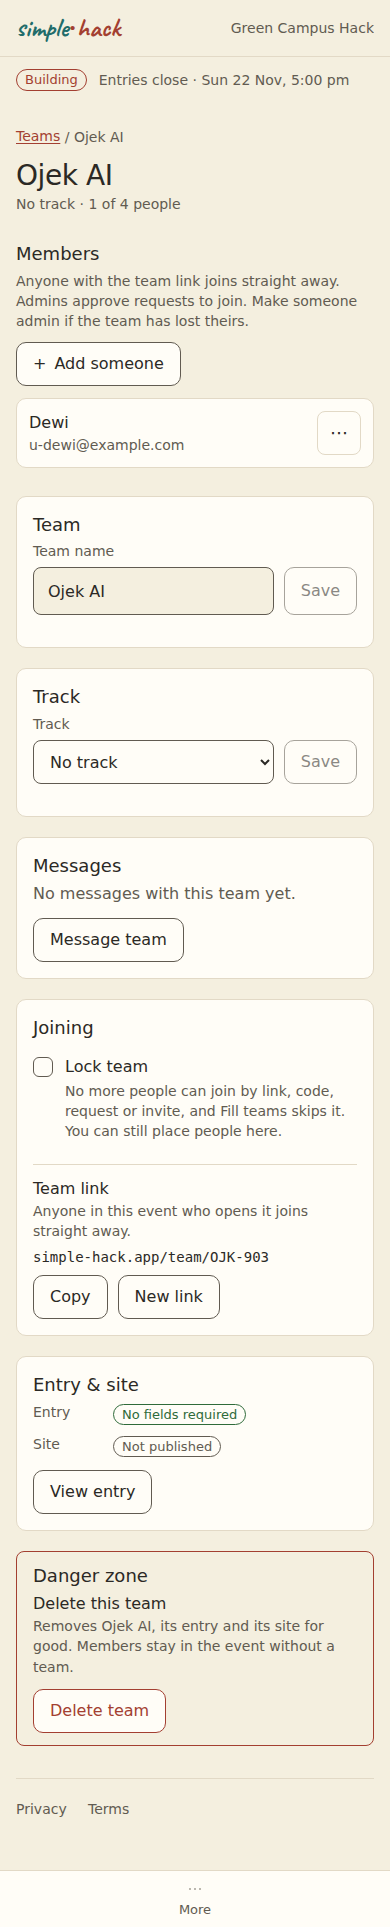 simple·hack
Green Campus Hack
Building
Entries close · Sun 22 Nov, 5:00 pm
Teams / Ojek AI
Ojek AI
No track · 1 of 4 people
Members
Anyone with the team link joins straight away.
Admins approve requests to join. Make someone
admin if the team has lost theirs.
+ Add someone
Dewi
u-dewi@example.com
···
Team
Team name
Ojek AI
Save
Track
Track
No track
Save
Messages
No messages with this team yet.
Message team
Joining
Lock team
No more people can join by link, code,
request or invite, and Fill teams skips it.
You can still place people here.
Team link
Anyone in this event who opens it joins
straight away.
simple-hack.app/team/OJK-903
Copy
New link
Entry & site
Entry
No fields required
Site
Not published
View entry
Danger zone
Delete this team
Removes Ojek AI, its entry and its site for
good. Members stay in the event without a
team.
Delete team
Privacy
Terms
···
More